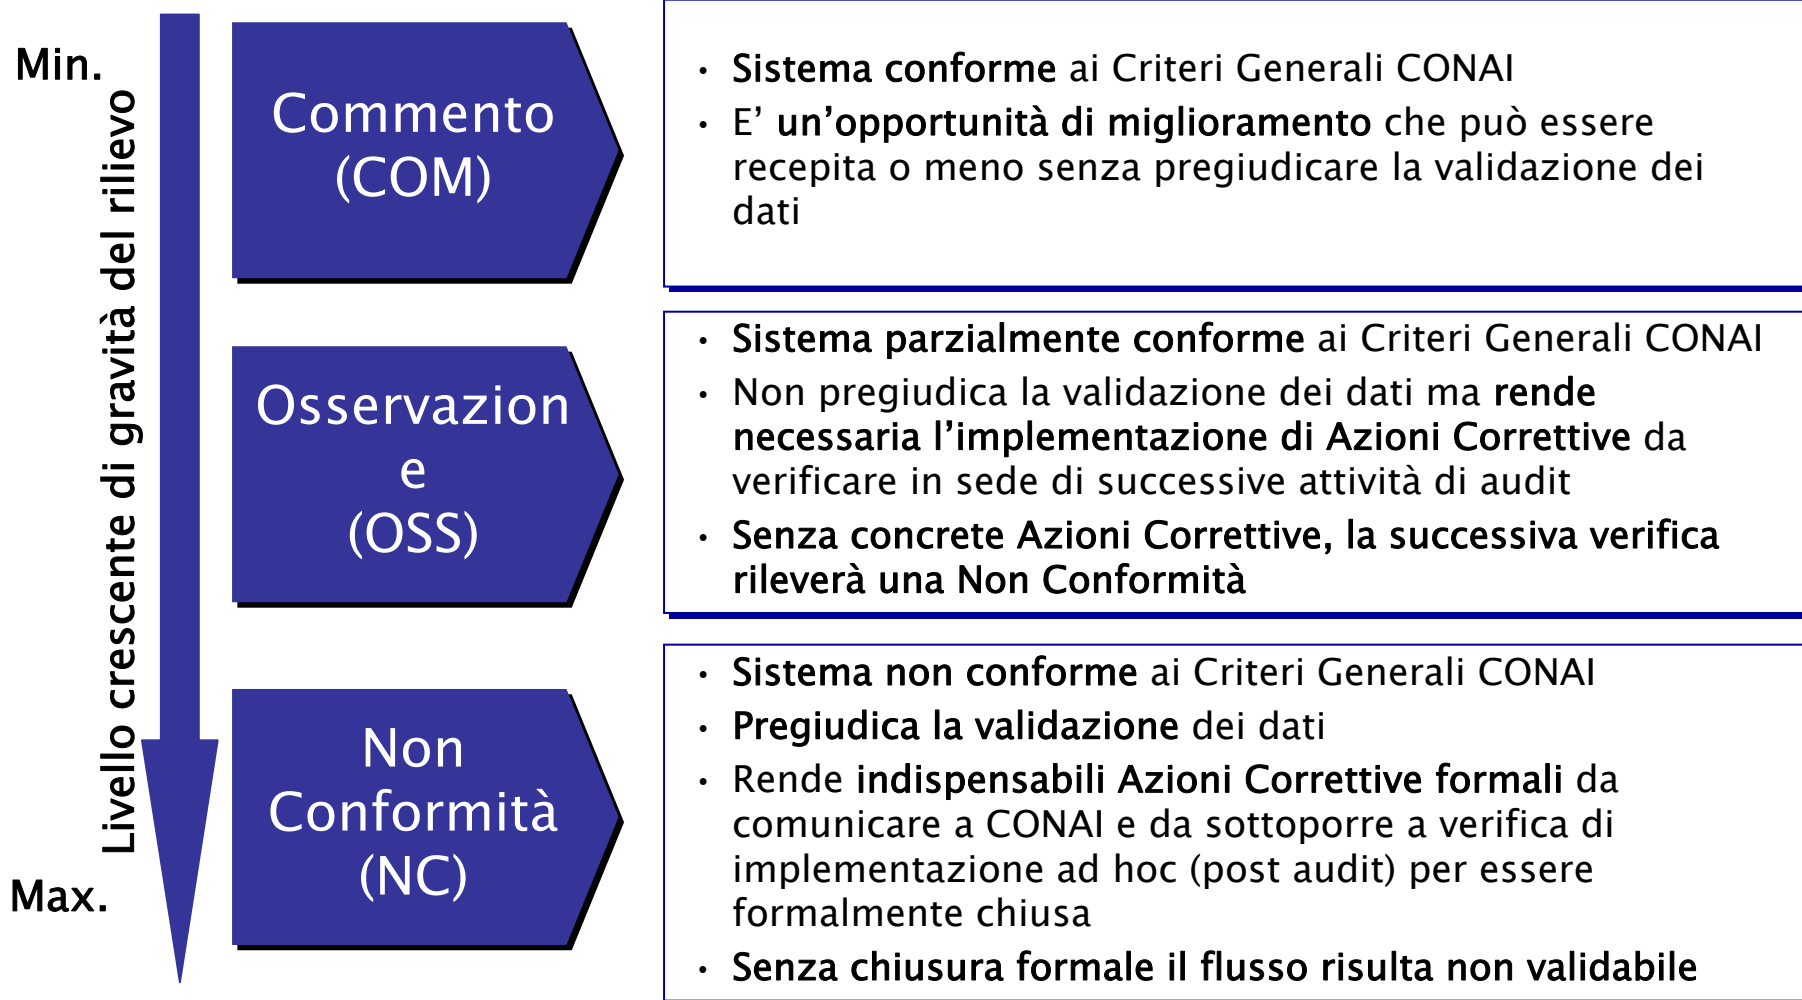 Min.
Livello crescente di gravità del rilievo
Max.
Commento
(COM)
• Sistema conforme ai Criteri Generali CONAI
• E’ un’opportunità di miglioramento che può essere
recepita o meno senza pregiudicare la validazione dei
dati
Osservazion
e
(OSS)
• Sistema parzialmente conforme ai Criteri Generali CONAI
• Non pregiudica la validazione dei dati ma rende
necessaria l’implementazione di Azioni Correttive da
verificare in sede di successive attività di audit
• Senza concrete Azioni Correttive, la successiva verifica
rileverà una Non Conformità
Non
Conformità
(NC)
• Sistema non conforme ai Criteri Generali CONAI
• Pregiudica la validazione dei dati
• Rende indispensabili Azioni Correttive formali da
comunicare a CONAI e da sottoporre a verifica di
implementazione ad hoc (post audit) per essere
formalmente chiusa
• Senza chiusura formale il flusso risulta non validabile